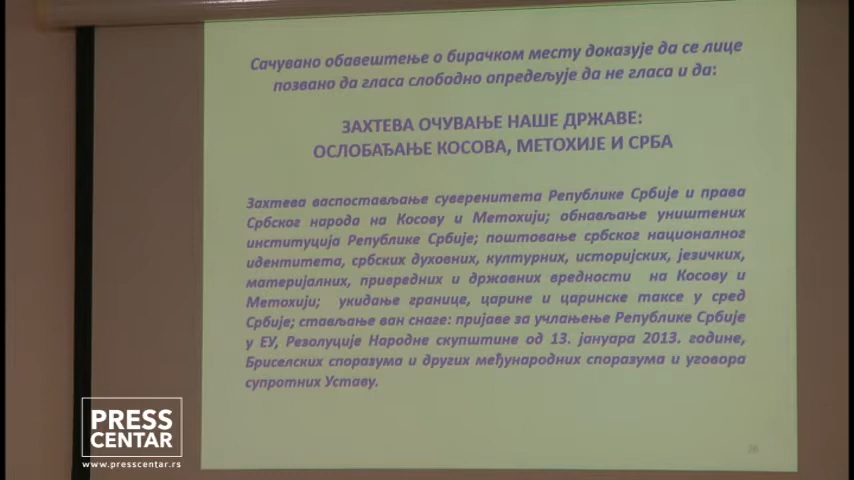 Сачувано обавештење о бирачком месту доказује да се лице
позвано да гласа слободно опредељује да не гласа и да:
ЗАХТЕВА ОЧУВАЊЕ НАШЕ ДРЖАВЕ:
ОСЛОБАЂАЊЕ КОСОВА, МЕТОХИЈЕ И СРБА
Захтева васпостављање суверенитета Републике Србије и права
Србског народа на Косову и Метохији; обнављање уништених
институција Републике Србије; поштовање србског националног
идентитета, србских духовних, културних, историјских, језичких,
материјалних, привредних и државних вредности на Косову и
Метохији; укидање границе, царине и царинске таксе у сред
Србије; стављање ван снаге: пријаве за учлањење Републике Србије
у ЕУ, Резолуције Народне скупштине од 13. јануара 2013. године,
Бриселских споразума и других међународних споразума и уговора
супротних Уставу.
PRESS
CENTAR
www.presscentar.rs